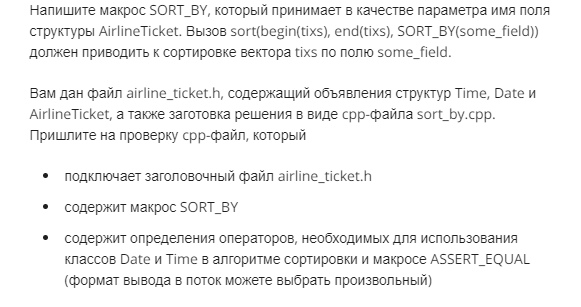 Напишите макрос SORT_BY, который принимает в качестве параметра имя поля
структуры AirlineTicket. Вызов sort(begin(tixs), end(tixs), SORT_BY(some_field))
должен приводить к сортировке вектора tixs по полю some_field.
Вам дан файл airline_ticket.h, содержащий объявления структур Time, Date и
AirlineTicket, а также заготовка решения в виде cpp-файла sort_by.cpp.
Пришлите на проверку cpp-файл, который
• подключает заголовочный файл airline_ticket.h
• содержит макрос SORT_BY
• содержит определения операторов, необходимых для использования
классов Date и Time в алгоритме сортировки и макросе ASSERT_EQUAL
(формат вывода в поток можете выбрать произвольный)